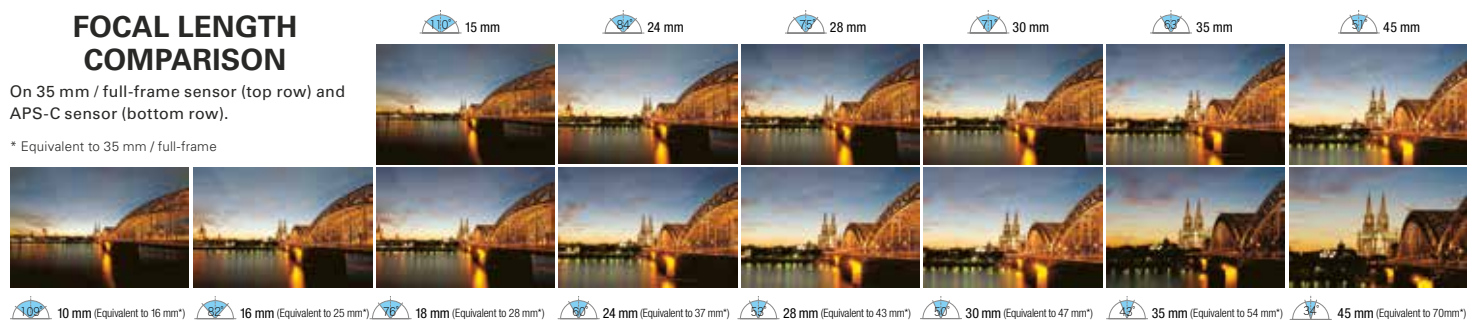 FOCAL LENGTH
COMPARISON
On 35 mm / full-frame sensor (top row) and
APS-C sensor (bottom row).
* Equivalent to 35 mm / full-frame
110° 15 mm
84° 24 mm
75° 28 mm
71° 30 mm
63° 35 mm
51° 45 mm
109° 10 mm (Equivalent to 16 mm*)
82° 16 mm (Equivalent to 25 mm*)
76° 18 mm (Equivalent to 28 mm*)
60° 24 mm (Equivalent to 37 mm*)
53° 28 mm (Equivalent to 43 mm*)
50° 30 mm (Equivalent to 47 mm*)
43° 35 mm (Equivalent to 54 mm*)
34° 45 mm (Equivalent to 70mm*)